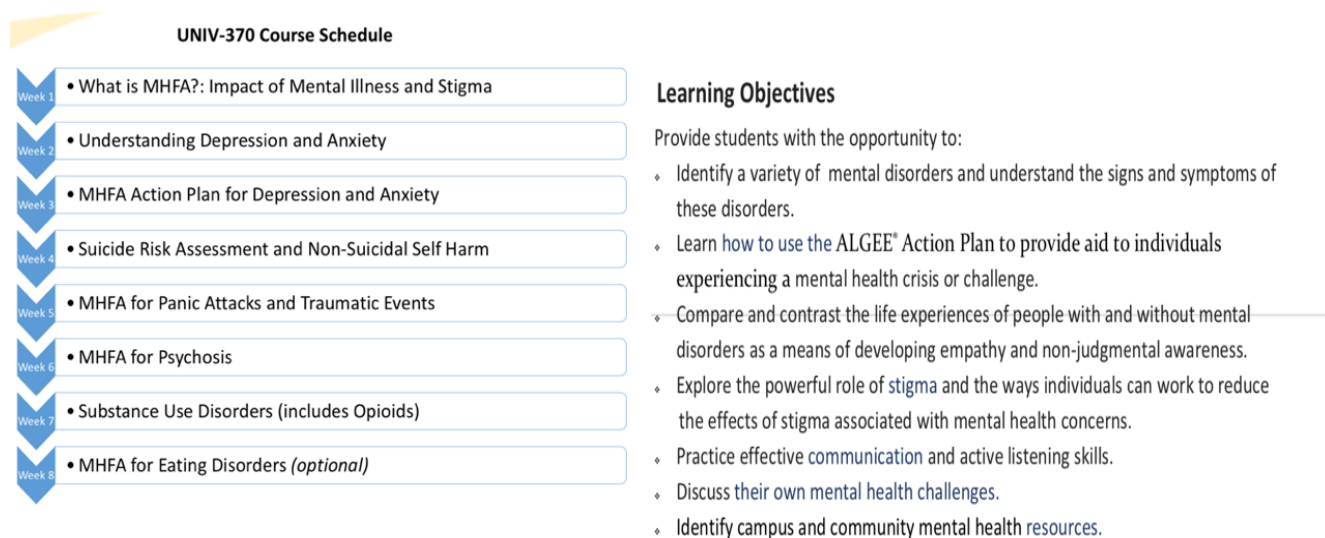 UNIV-370 Course Schedule
Week 1
• What is MHFA?: Impact of Mental Illness and Stigma
Week 2
• Understanding Depression and Anxiety
Week 3
• MHFA Action Plan for Depression and Anxiety
Week 4
• Suicide Risk Assessment and Non-Suicidal Self Harm
Week 5
• MHFA for Panic Attacks and Traumatic Events
Week 6
• MHFA for Psychosis
Week 7
• Substance Use Disorders (includes Opioids)
Week 8
• MHFA for Eating Disorders (optional)
Learning Objectives
Provide students with the opportunity to:
⬥ Identify a variety of mental disorders and understand the signs and symptoms of
these disorders.
⬥ Learn how to use the ALGEE® Action Plan to provide aid to individuals
experiencing a mental health crisis or challenge.
⬥ Compare and contrast the life experiences of people with and without mental
disorders as a means of developing empathy and non-judgmental awareness.
⬥ Explore the powerful role of stigma and the ways individuals can work to reduce
the effects of stigma associated with mental health concerns.
⬥ Practice effective communication and active listening skills.
⬥ Discuss their own mental health challenges.
⬥ Identify campus and community mental health resources.